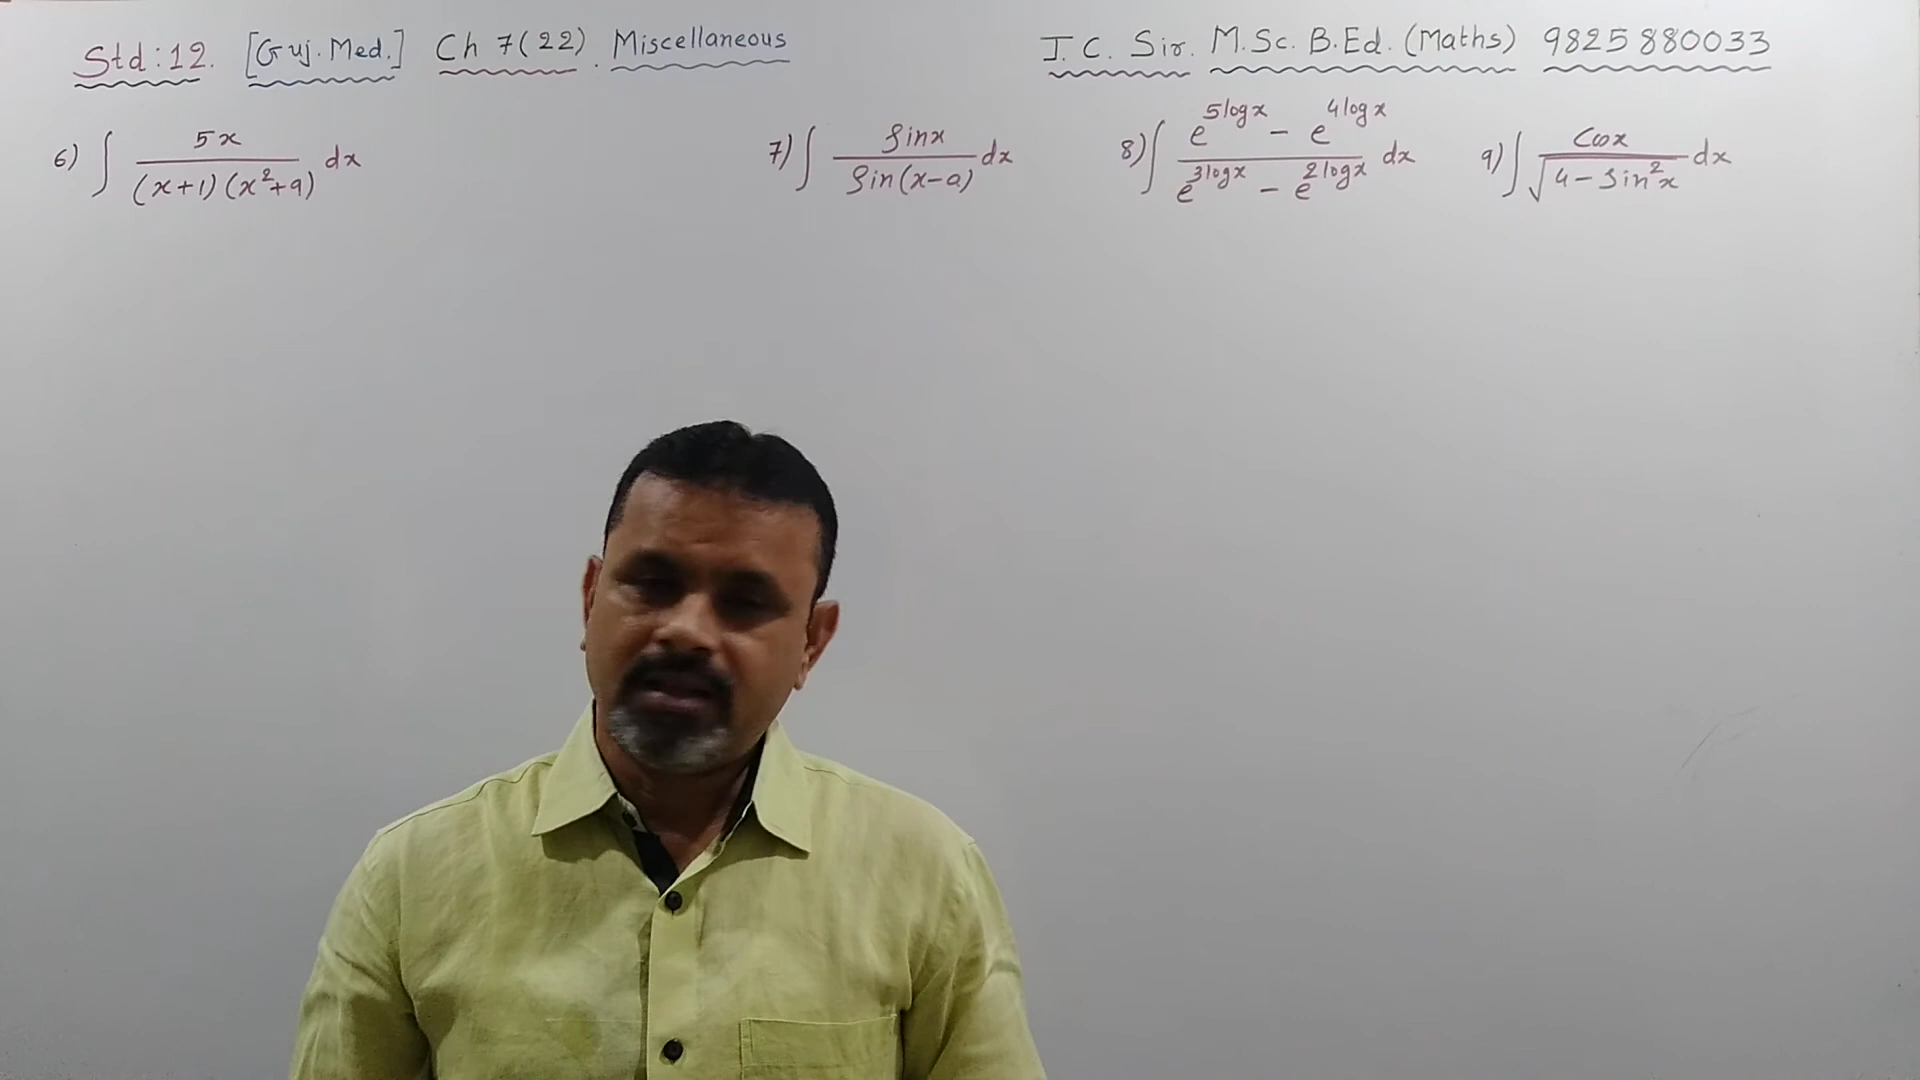 Std:12. [Guj. Med.] Ch 7(22). Miscellaneous
I. C. Sir. M.Sc. B.Ed. (Maths) 9825880033
6) ∫ 5x / (x+1)(x²+9) dx
7) ∫ Sinx / Sin(x-a) dx
8) ∫ e^5logx - e^4logx / e^3logx - e^2logx dx
9) ∫ Cosx / √4-Sin²x dx